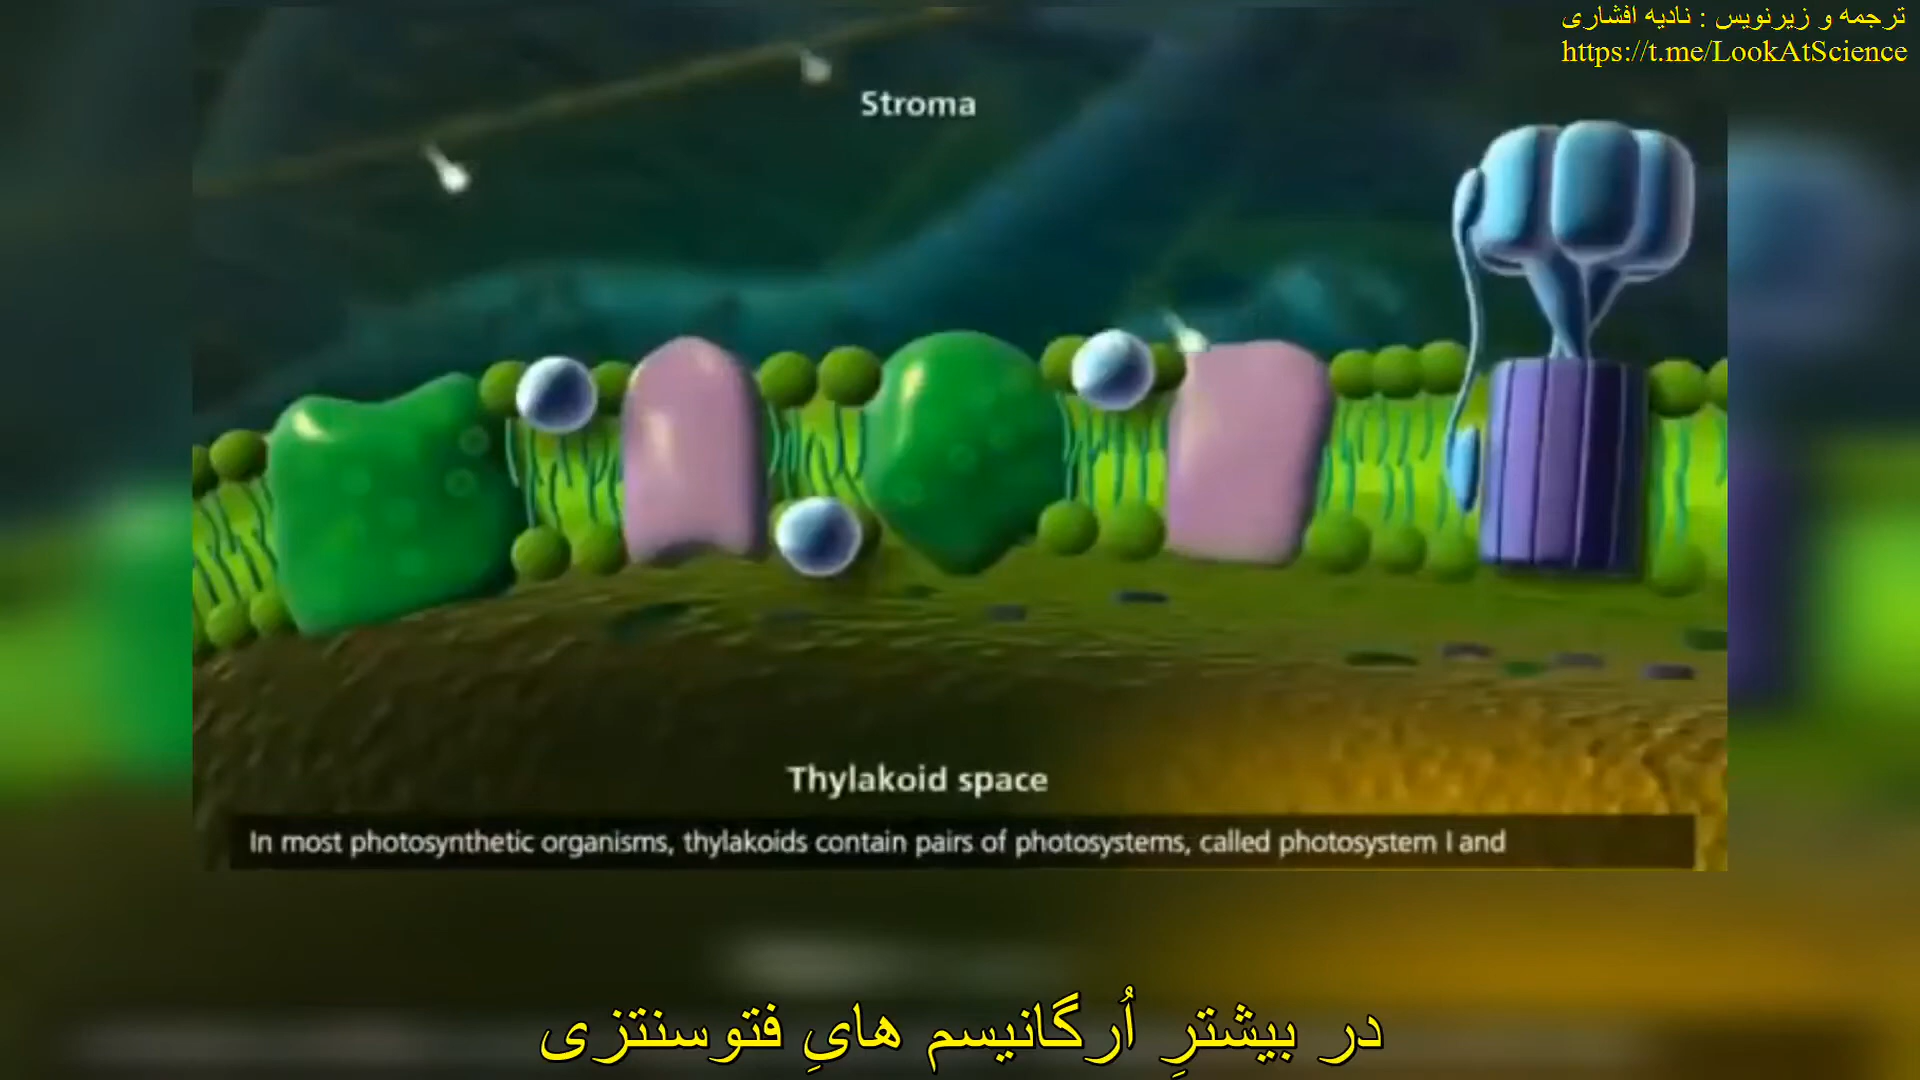 ترجمه و زیرنویس : نادیه افشاری
https://t.me/LookAtScience
Stroma
Thylakoid space
In most photosynthetic organisms, thylakoids contain pairs of photosystems, called photosystem I and
در بیشترِ اُرگانیسم هایِ فتوسنتزی